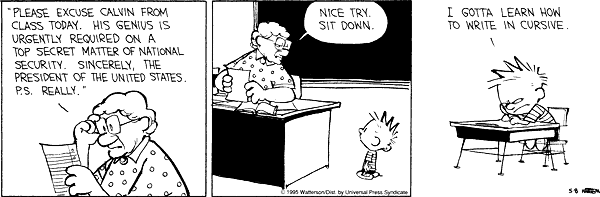 "PLEASE EXCUSE CALVIN FROM
CLASS TODAY. HIS GENIUS IS
URGENTLY REQUIRED ON A
TOP SECRET MATTER OF NATIONAL
SECURITY. SINCERELY, THE
PRESIDENT OF THE UNITED STATES.
P.S. REALLY."
NICE TRY.
SIT DOWN.
© 1995 Watterson/Dist. by Universal Press Syndicate
I GOTTA LEARN HOW
TO WRITE IN CURSIVE.
5-8